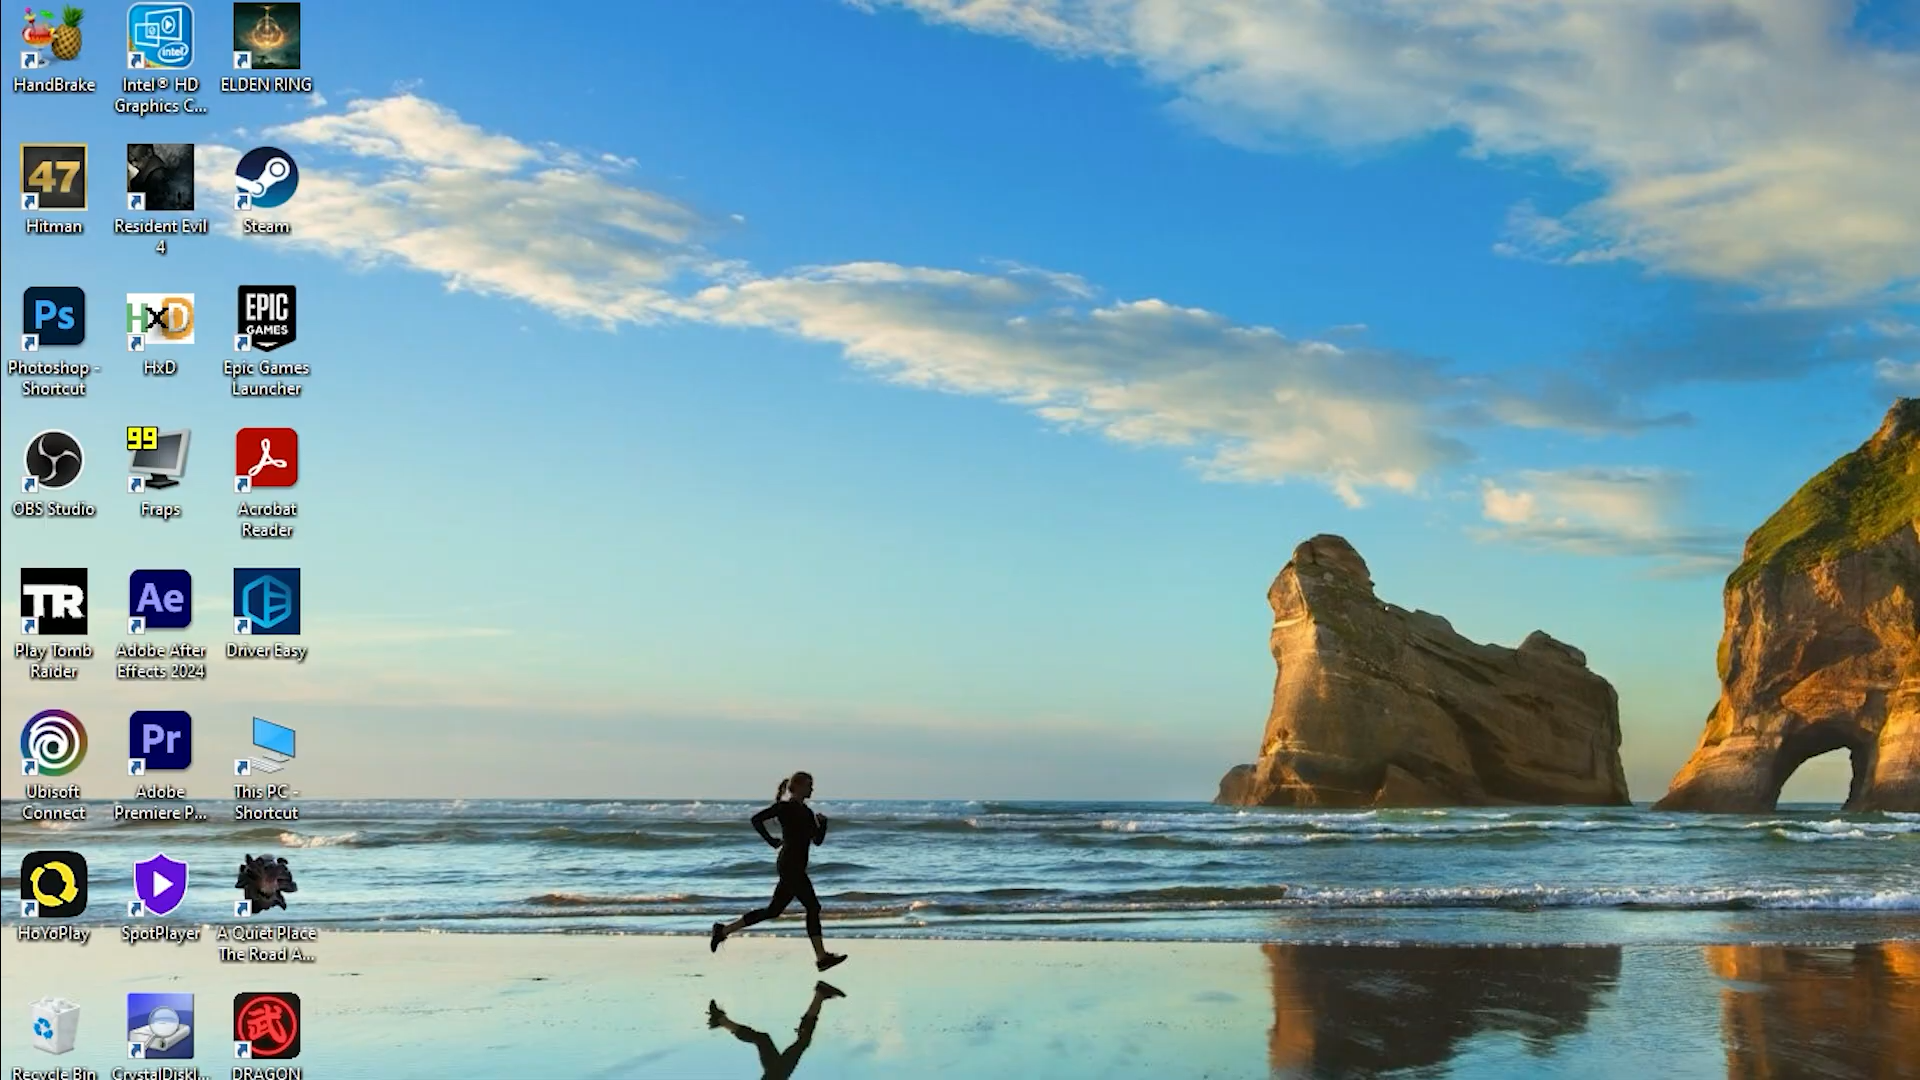 HandBrake
intel
Intel® HD
Graphics C...
ELDEN RING
47
Hitman
Resident Evil
4
Steam
Ps
Photoshop -
Shortcut
HxD
HxD
EPIC
GAMES
Epic Games
Launcher
OBS Studio
99
Fraps
Acrobat
Reader
TR
Play Tomb
Raider
Ae
Adobe After
Effects 2024
Driver Easy
Ubisoft
Connect
Pr
Adobe
Premiere P...
This PC -
Shortcut
HoYoPlay
SpotPlayer
A Quiet Place
The Road A...
Recycle Bin
CrystalDiskI...
武
DRAGON